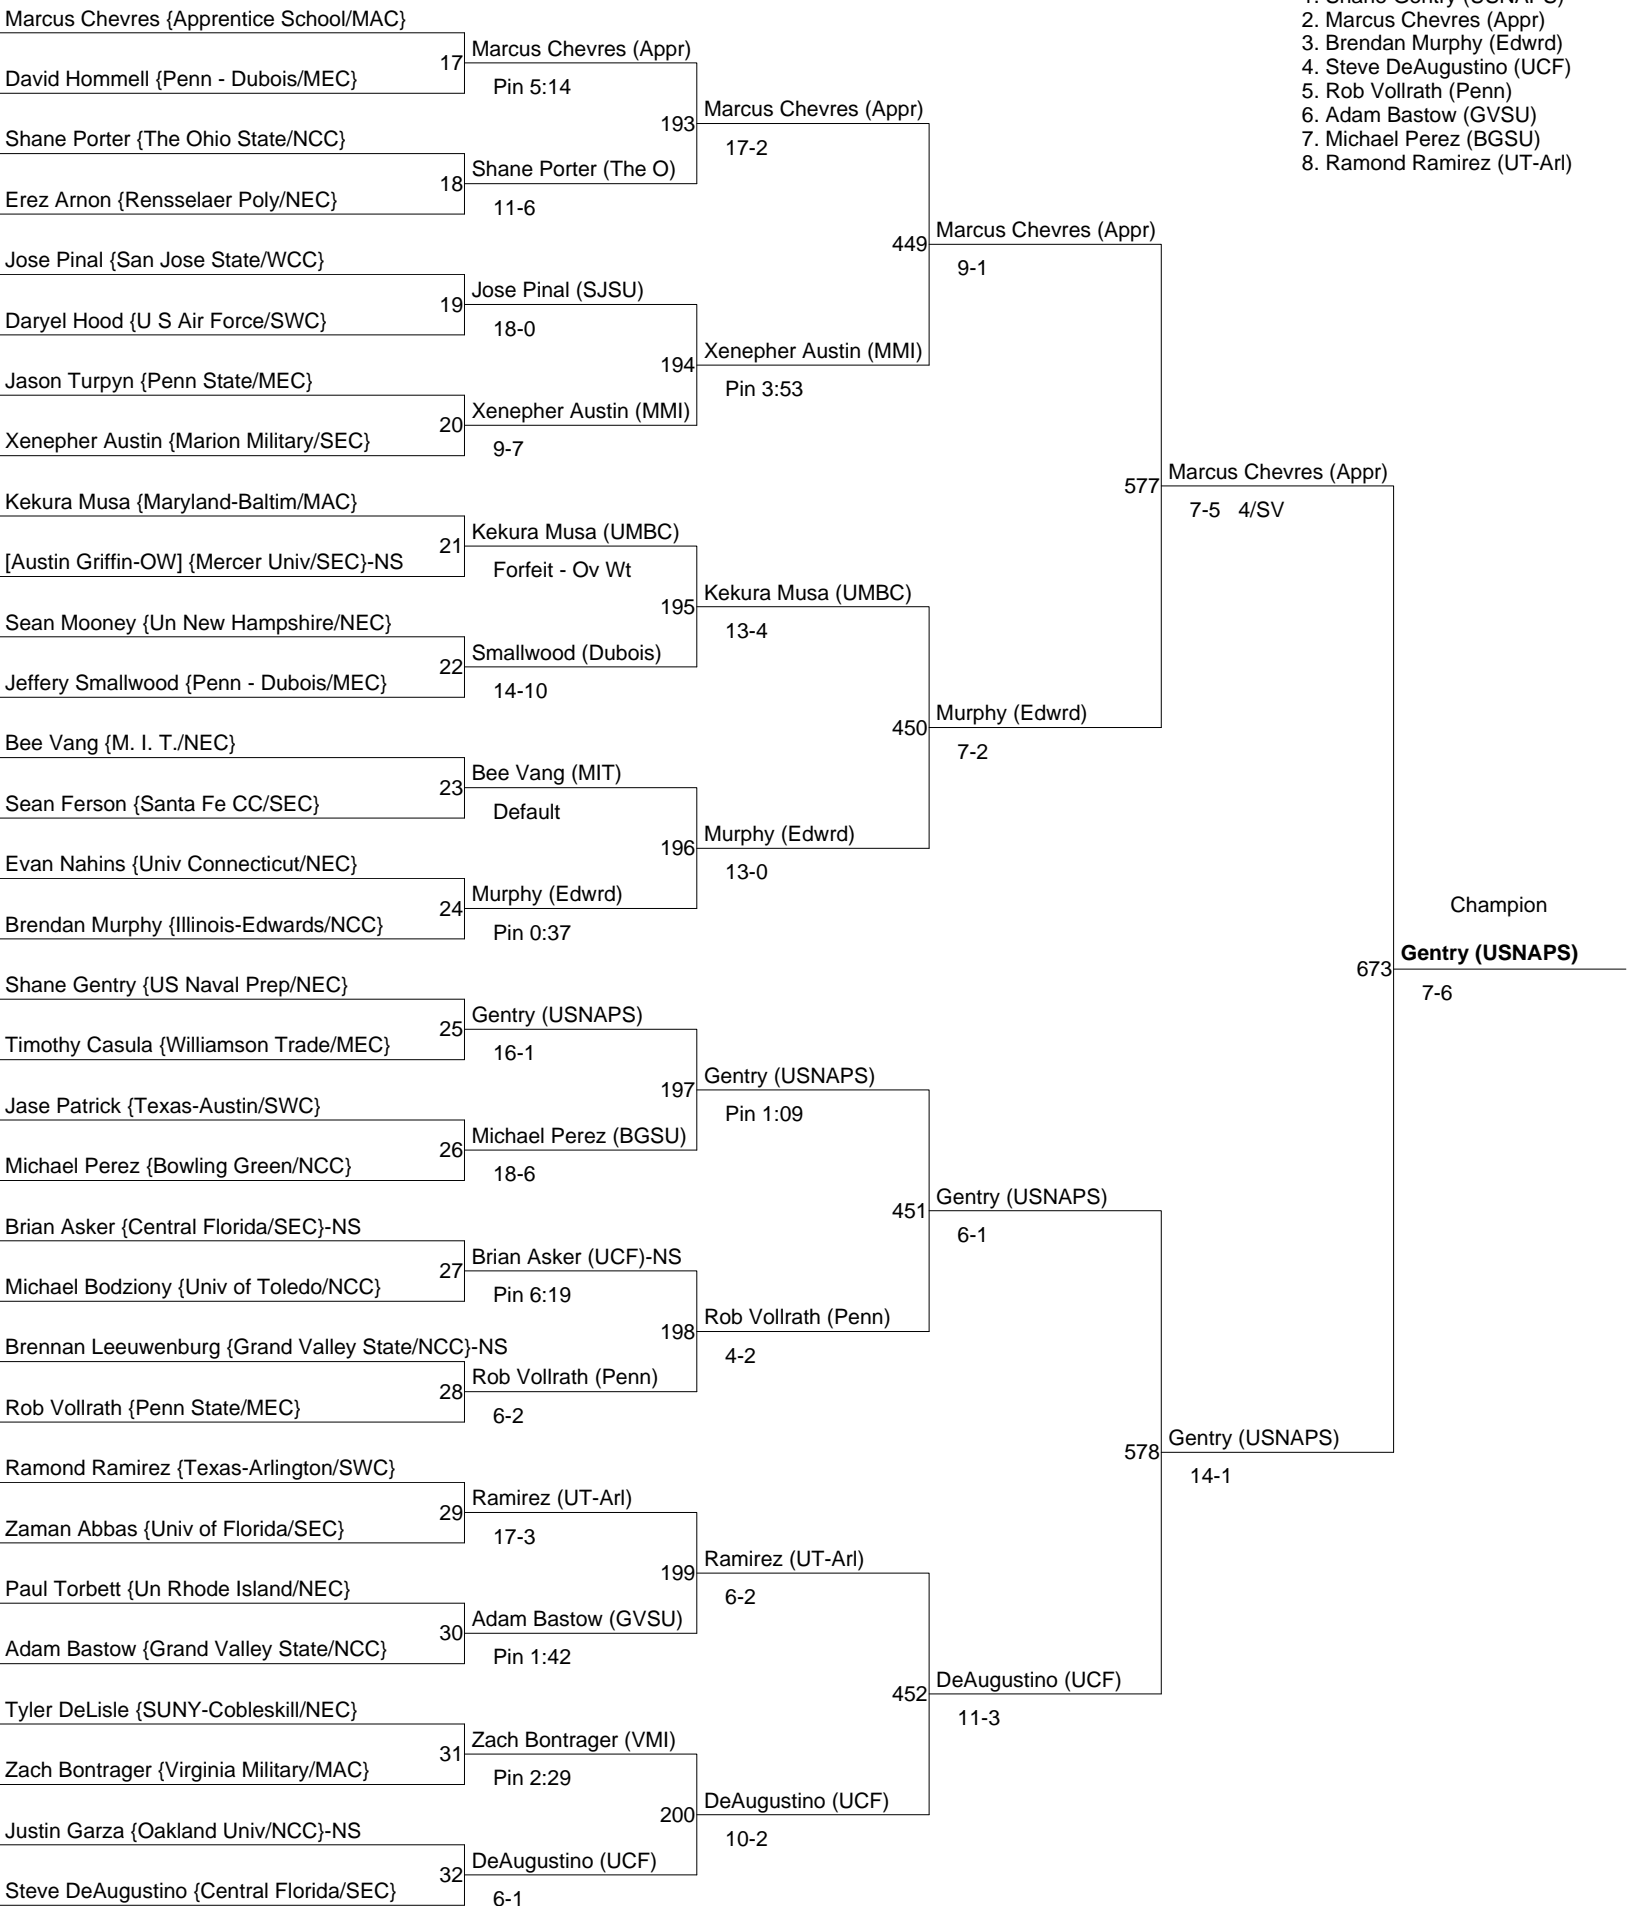 1. Shane Gentry (USNAPS)
2. Marcus Chevres (Appr)
3. Brendan Murphy (Edwrd)
4. Steve DeAugustino (UCF)
5. Rob Vollrath (Penn)
6. Adam Bastow (GVSU)
7. Michael Perez (BGSU)
8. Ramond Ramirez (UT-Arl)
Marcus Chevres {Apprentice School/MAC}
David Hommell {Penn - Dubois/MEC}
Shane Porter {The Ohio State/NCC}
Erez Arnon {Rensselaer Poly/NEC}
Jose Pinal {San Jose State/WCC}
Daryel Hood {U S Air Force/SWC}
Jason Turpyn {Penn State/MEC}
Xenepher Austin {Marion Military/SEC}
Kekura Musa {Maryland-Baltim/MAC}
[Austin Griffin-OW] {Mercer Univ/SEC}-NS
Sean Mooney {Un New Hampshire/NEC}
Jeffery Smallwood {Penn - Dubois/MEC}
Bee Vang {M. I. T./NEC}
Sean Ferson {Santa Fe CC/SEC}
Evan Nahins {Univ Connecticut/NEC}
Brendan Murphy {Illinois-Edwards/NCC}
Shane Gentry {US Naval Prep/NEC}
Timothy Casula {Williamson Trade/MEC}
Jase Patrick {Texas-Austin/SWC}
Michael Perez {Bowling Green/NCC}
Brian Asker {Central Florida/SEC}-NS
Michael Bodziony {Univ of Toledo/NCC}
Brennan Leeuwenburg {Grand Valley State/NCC}-NS
Rob Vollrath {Penn State/MEC}
Ramond Ramirez {Texas-Arlington/SWC}
Zaman Abbas {Univ of Florida/SEC}
Paul Torbett {Un Rhode Island/NEC}
Adam Bastow {Grand Valley State/NCC}
Tyler DeLisle {SUNY-Cobleskill/NEC}
Zach Bontrager {Virginia Military/MAC}
Justin Garza {Oakland Univ/NCC}-NS
Steve DeAugustino {Central Florida/SEC}
17 Marcus Chevres (Appr)
Pin 5:14
18 Shane Porter (The O)
11-6
19 Jose Pinal (SJSU)
18-0
20 Xenepher Austin (MMI)
9-7
21 Kekura Musa (UMBC)
Forfeit - Ov Wt
22 Smallwood (Dubois)
14-10
23 Bee Vang (MIT)
Default
24 Murphy (Edwrd)
Pin 0:37
25 Gentry (USNAPS)
16-1
26 Michael Perez (BGSU)
18-6
27 Brian Asker (UCF)-NS
Pin 6:19
28 Rob Vollrath (Penn)
6-2
29 Ramirez (UT-Arl)
17-3
30 Adam Bastow (GVSU)
Pin 1:42
31 Zach Bontrager (VMI)
Pin 2:29
32 DeAugustino (UCF)
6-1
193 Marcus Chevres (Appr)
17-2
194 Xenepher Austin (MMI)
Pin 3:53
195 Kekura Musa (UMBC)
13-4
196 Murphy (Edwrd)
13-0
197 Gentry (USNAPS)
Pin 1:09
198 Rob Vollrath (Penn)
4-2
199 Ramirez (UT-Arl)
6-2
200 DeAugustino (UCF)
10-2
449 Marcus Chevres (Appr)
9-1
450 Murphy (Edwrd)
7-2
451 Gentry (USNAPS)
6-1
452 DeAugustino (UCF)
11-3
577 Marcus Chevres (Appr)
7-5 4/SV
578 Gentry (USNAPS)
14-1
Champion
673 Gentry (USNAPS)
7-6